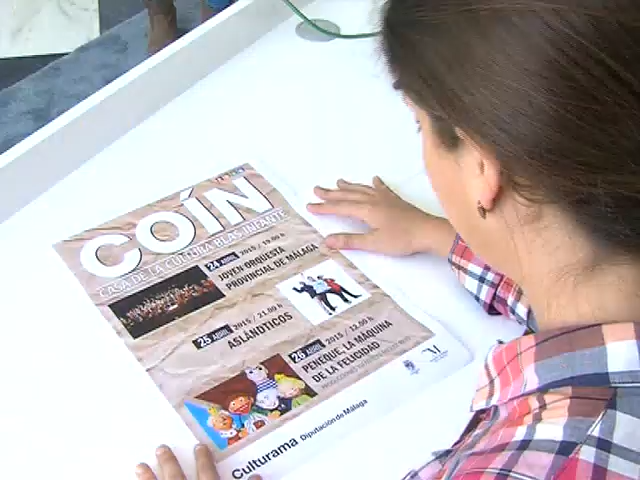 COÍN
CASA DE LA CULTURA BLAS INFANTE
24 ABRIL 2015 / 19.00 h
JOVEN ORQUESTA
PROVINCIAL DE MÁLAGA
25 ABRIL 2015 / 21.00 h
ASLÁNDTICOS
26 ABRIL 2015 / 12.00 h
PENEQUE, LA MÁQUINA
DE LA FELICIDAD
Culturama Diputación de Málaga